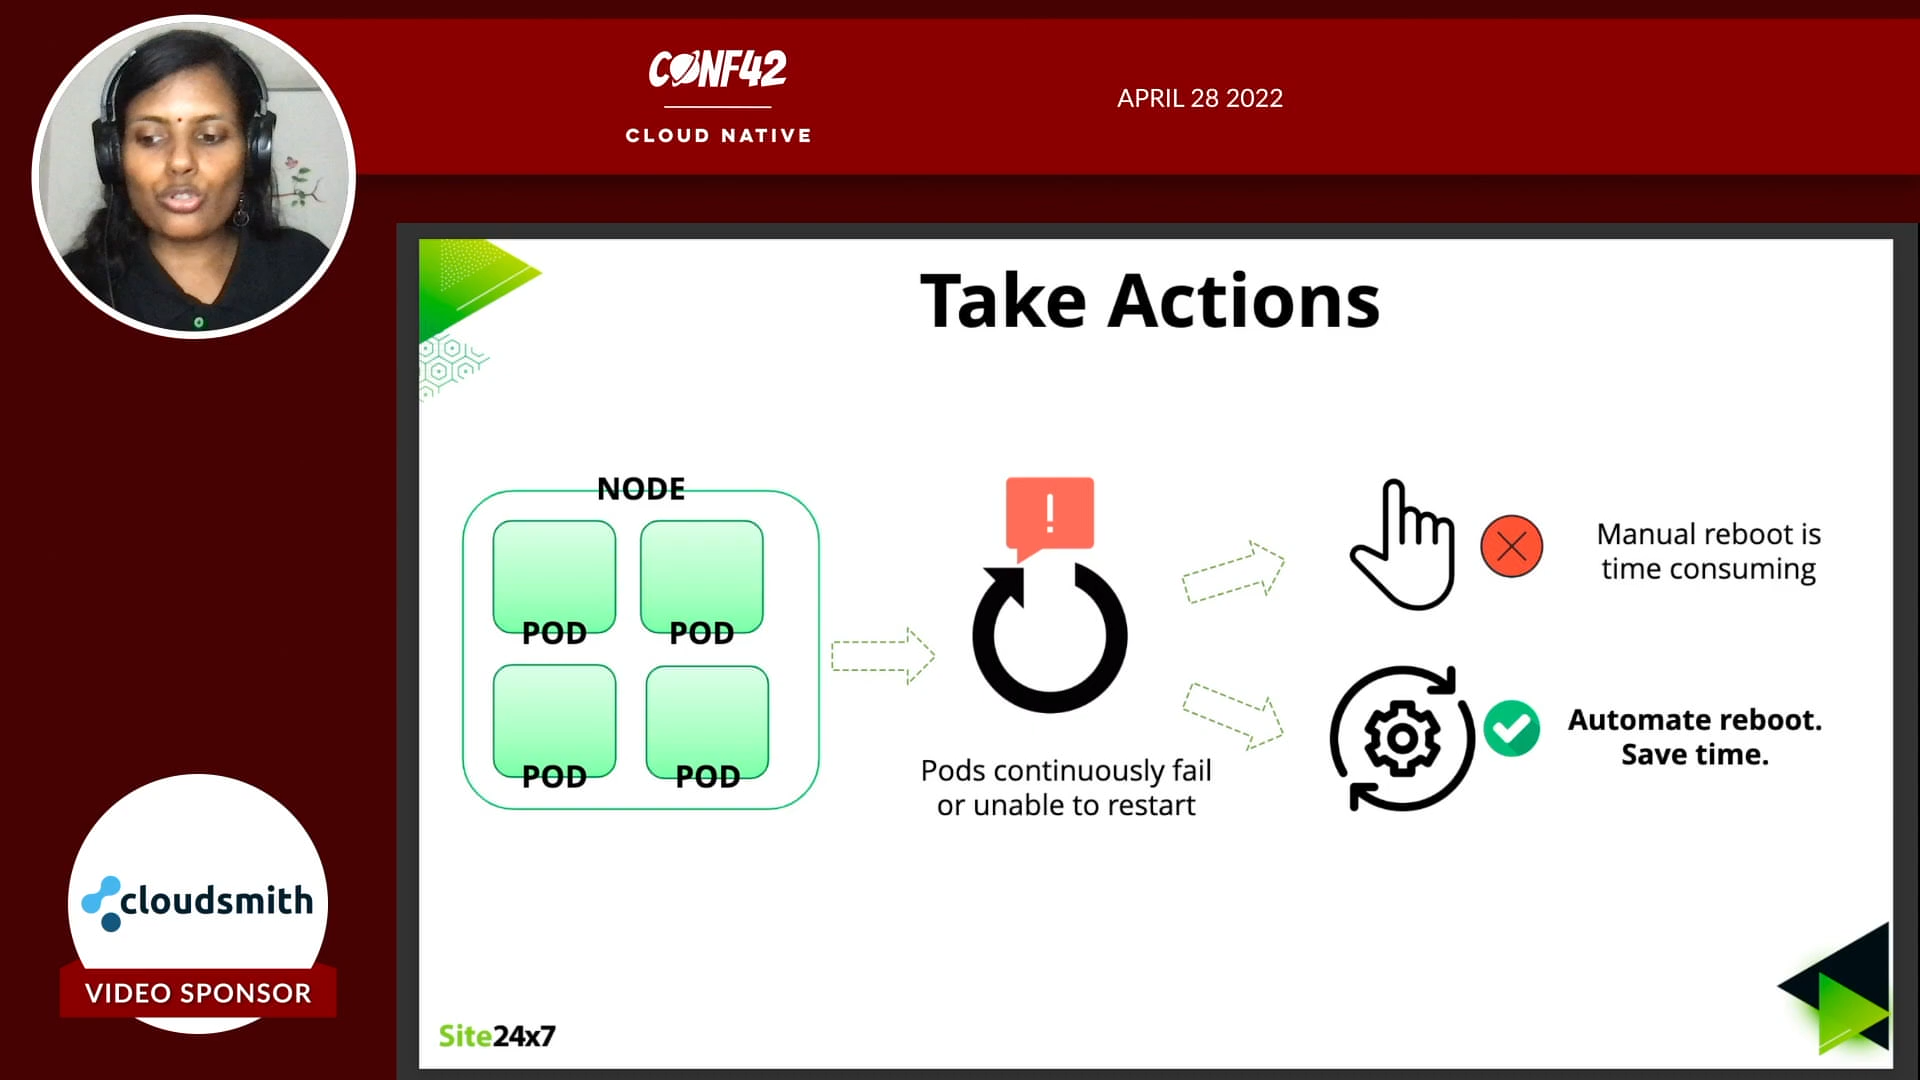 CONF42
CLOUD NATIVE
APRIL 28 2022
Take Actions
NODE
POD
POD
POD
POD
!
Pods continuously fail
or unable to restart
Manual reboot is
time consuming
Automate reboot.
Save time.
Site24x7
cloudsmith
VIDEO SPONSOR